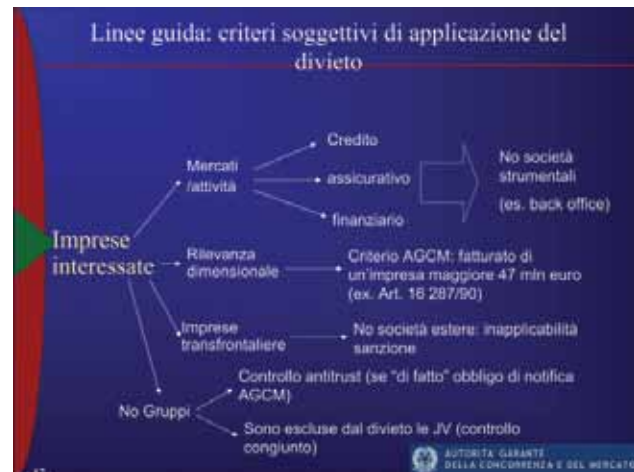 Linee guida: criteri soggettivi di applicazione del
divieto
Imprese
interessate
Mercati
/attività
Credito
assicurativo
finanziario
No società
strumentali
(es. back office)
Rilevanza
dimensionale
Criterio AGCM: fatturato di
un'impresa maggiore 47 mln euro
(ex. Art. 16 287/90)
Imprese
transfrontaliere
No società estere: inapplicabilità
sanzione
No Gruppi
Controllo antitrust (se "di fatto" obbligo di notifica
AGCM)
Sono escluse dal divieto le JV (controllo
congiunto)
AUTORITÀ GARANTE
DELLA CONCORRENZA E DEL MERCATO